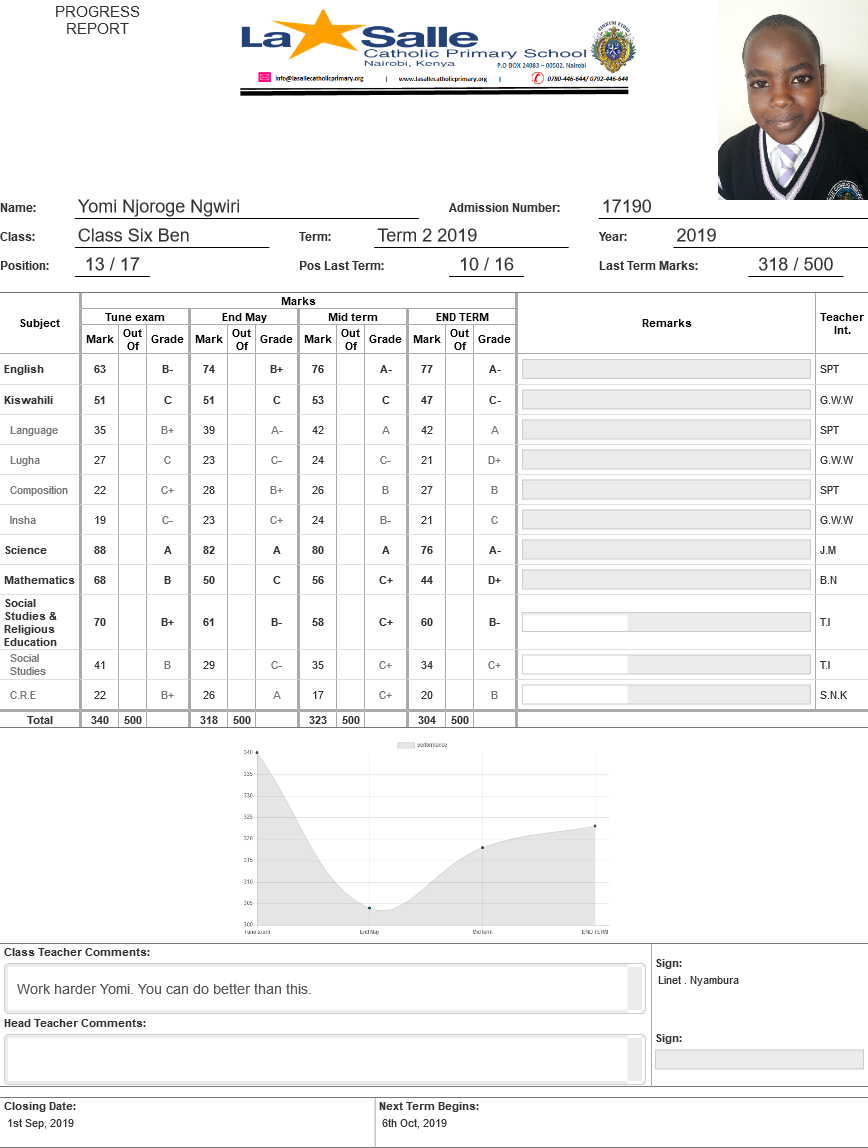 PROGRESS
REPORT
La Salle
Catholic Primary School
Nairobi, Kenya
P.O BOX 24083 – 00502, Nairobi
info@lasallecatholicprimary.org | www.lasallecatholicprimary.org | 0780-446-644/ 0792-446-644
Name: Yomi Njoroge Ngwiri Admission Number: 17190
Class: Class Six Ben Term: Term 2 2019 Year: 2019
Position: 13 / 17 Pos Last Term: 10 / 16 Last Term Marks: 318 / 500
Subject Marks Remarks Teacher Int.
Tune exam End May Mid term END TERM
Mark Out Of Grade Mark Out Of Grade Mark Out Of Grade Mark Out Of Grade
English 63 B- 74 B+ 76 A- 77 A- SPT
Kiswahili 51 C 51 C 53 C 47 C- G.W.W
Language 35 B+ 39 A- 42 A 42 A SPT
Lugha 27 C 23 C- 24 C- 21 D+ G.W.W
Composition 22 C+ 28 B+ 26 B 27 B SPT
Insha 19 C- 23 C+ 24 B- 21 C G.W.W
Science 88 A 82 A 80 A 76 A- J.M
Mathematics 68 B 50 C 56 C+ 44 D+ B.N
Social Studies & Religious Education 70 B+ 61 B- 58 C+ 60 B- T.I
Social Studies 41 B 29 C- 35 C+ 34 C+ T.I
C.R.E 22 B+ 26 A 17 C+ 20 B S.N.K
Total 340 500 318 500 323 500 304 500
performance
340
335
330
325
320
315
310
305
300
Tune exam End May Mid term END TERM
Class Teacher Comments:
Work harder Yomi. You can do better than this.
Sign:
Linet . Nyambura
Head Teacher Comments:
Sign:
Closing Date: Next Term Begins:
1st Sep, 2019 6th Oct, 2019